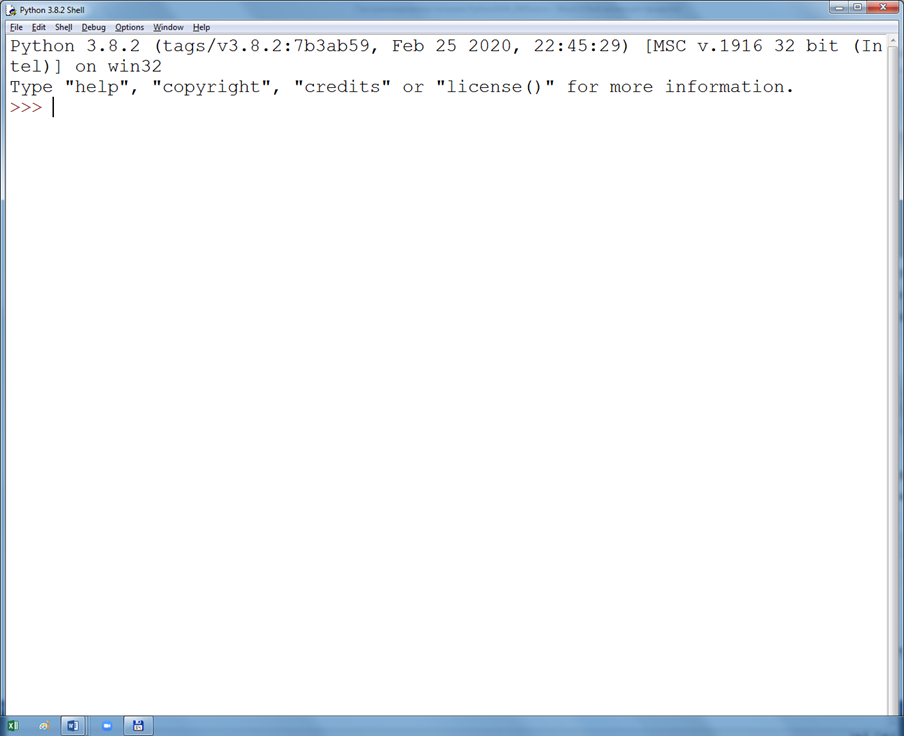 Python 3.8.2 Shell
File Edit Shell Debug Options Window Help
Python 3.8.2 (tags/v3.8.2:7b3ab59, Feb 25 2020, 22:45:29) [MSC v.1916 32 bit (In
tel)] on win32
Type "help", "copyright", "credits" or "license()" for more information.
>>>